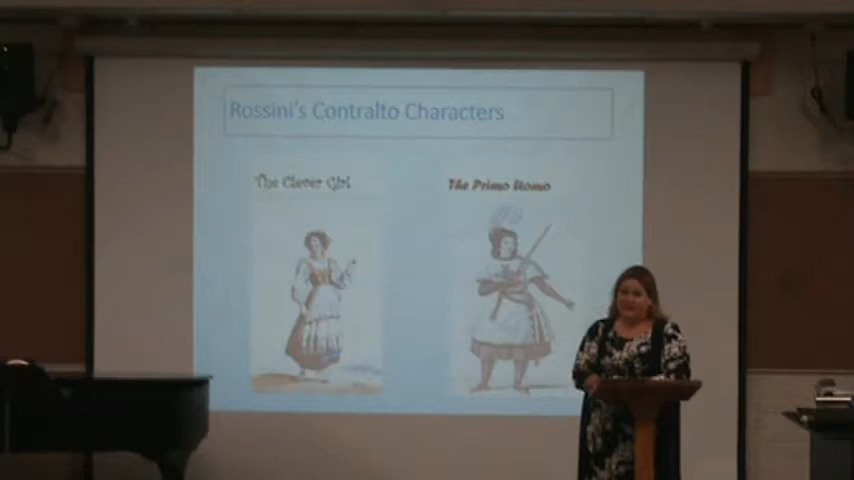 Rossini's Contralto Characters
The Clever Girl
The Primo Uomo